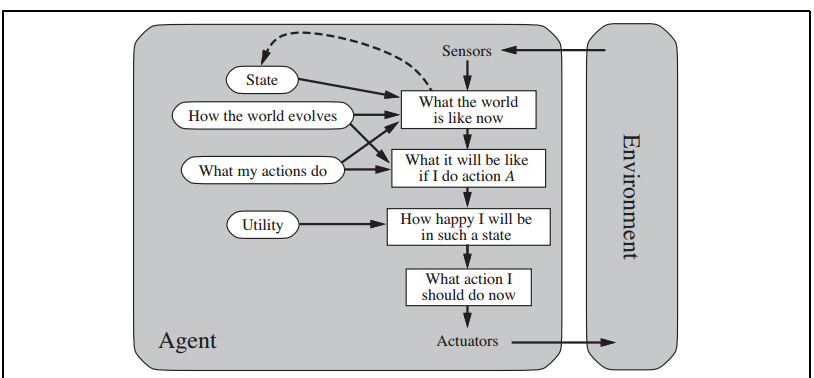 Sensors
State
What the world
is like now
How the world evolves
What it will be like
if I do action A
What my actions do
How happy I will be
in such a state
Utility
What action I
should do now
Agent
Actuators
Environment